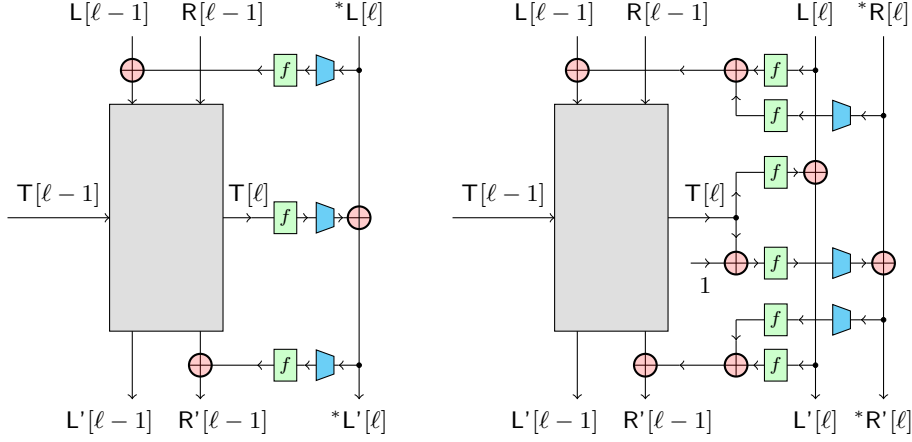 L[ℓ−1] R[ℓ−1] *L[ℓ] L[ℓ−1] R[ℓ−1] L[ℓ] *R[ℓ]
f f
f
T[ℓ−1] T[ℓ] T[ℓ−1] T[ℓ] f
f
1 f
f
f f
L'[ℓ−1] R'[ℓ−1] *L'[ℓ] L'[ℓ−1] R'[ℓ−1] L'[ℓ] *R'[ℓ]